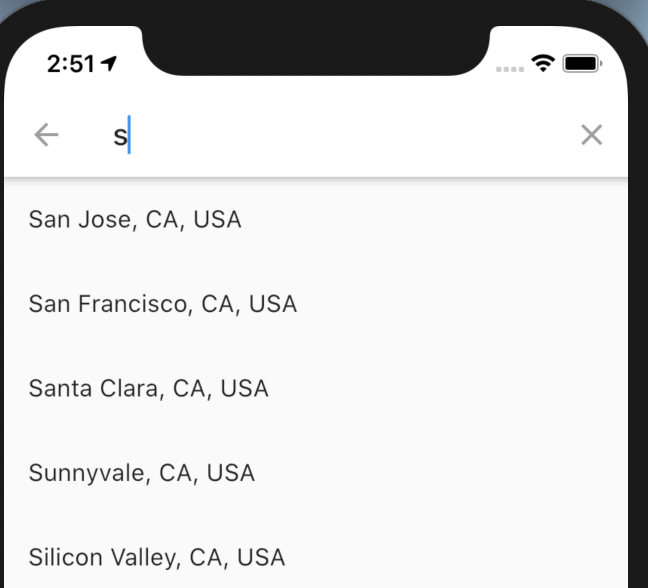 2:51
s
San Jose, CA, USA
San Francisco, CA, USA
Santa Clara, CA, USA
Sunnyvale, CA, USA
Silicon Valley, CA, USA